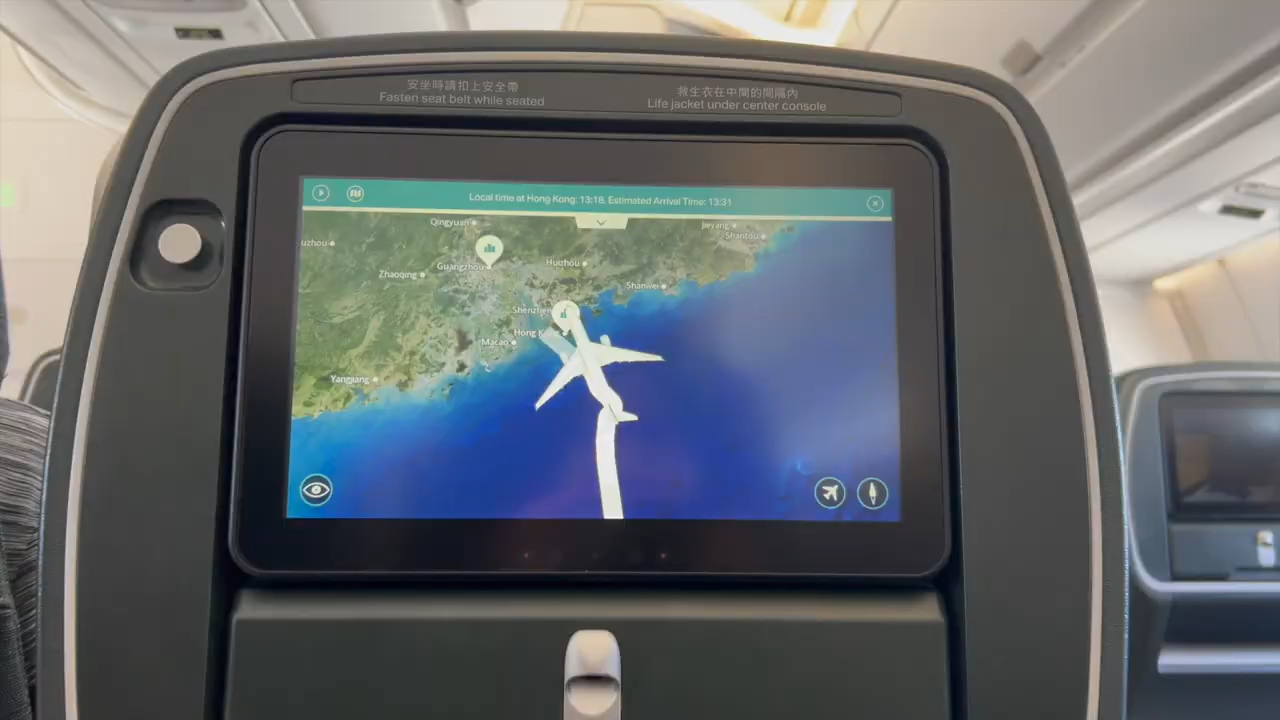 安坐時請扣上安全帶
Fasten seat belt while seated
救生衣在中間的間隔內
Life jacket under center console
Local time at Hong Kong: 13:18, Estimated Arrival Time: 13:31
Qingyuan
Jieyang
Shantou
uzhou
Guangzhou
Huizhou
Zhaoqing
Shanwei
Shenzhen
Hong Kong
Macao
Yangjiang